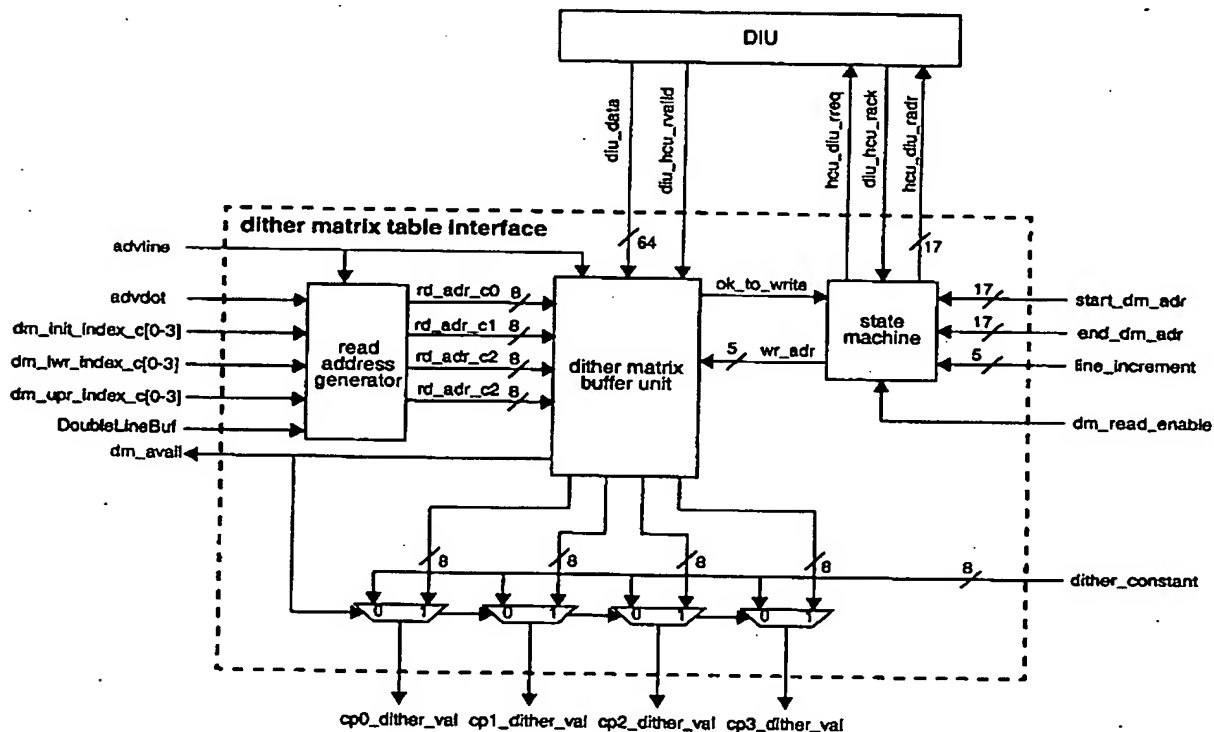 DIU
diu_data
diu_hcu_rvalid
hcu_diu_rreq
diu_hcu_rack
hcu_diu_radr
64
17
dither matrix table interface
advline
advdot
dm_init_index_c[0-3]
dm_lwr_index_c[0-3]
dm_upr_index_c[0-3]
DoubleLineBuf
dm_avail
read
address
generator
rd_adr_c0 8
rd_adr_c1 8
rd_adr_c2 8
rd_adr_c2 8
dither matrix
buffer unit
ok_to_write
5 wr_adr
state
machine
17 start_dm_adr
17 end_dm_adr
5 line_increment
dm_read_enable
8 8 8 8
8 dither_constant
0 1 0 1 0 1 0 1
cp0_dither_val cp1_dither_val cp2_dither_val cp3_dither_val